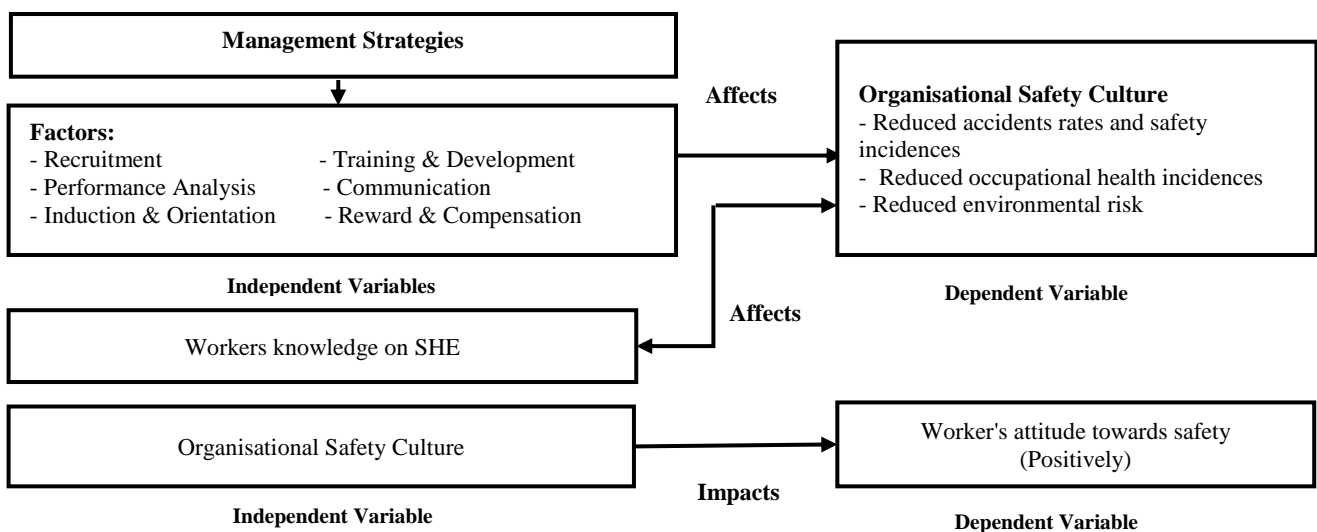 Management Strategies
Affects
Factors:
- Recruitment - Training & Development
- Performance Analysis - Communication
- Induction & Orientation - Reward & Compensation
Independent Variables
Organisational Safety Culture
- Reduced accidents rates and safety
incidences
- Reduced occupational health incidences
- Reduced environmental risk
Dependent Variable
Affects
Workers knowledge on SHE
Organisational Safety Culture
Impacts
Worker's attitude towards safety
(Positively)
Independent Variable
Dependent Variable